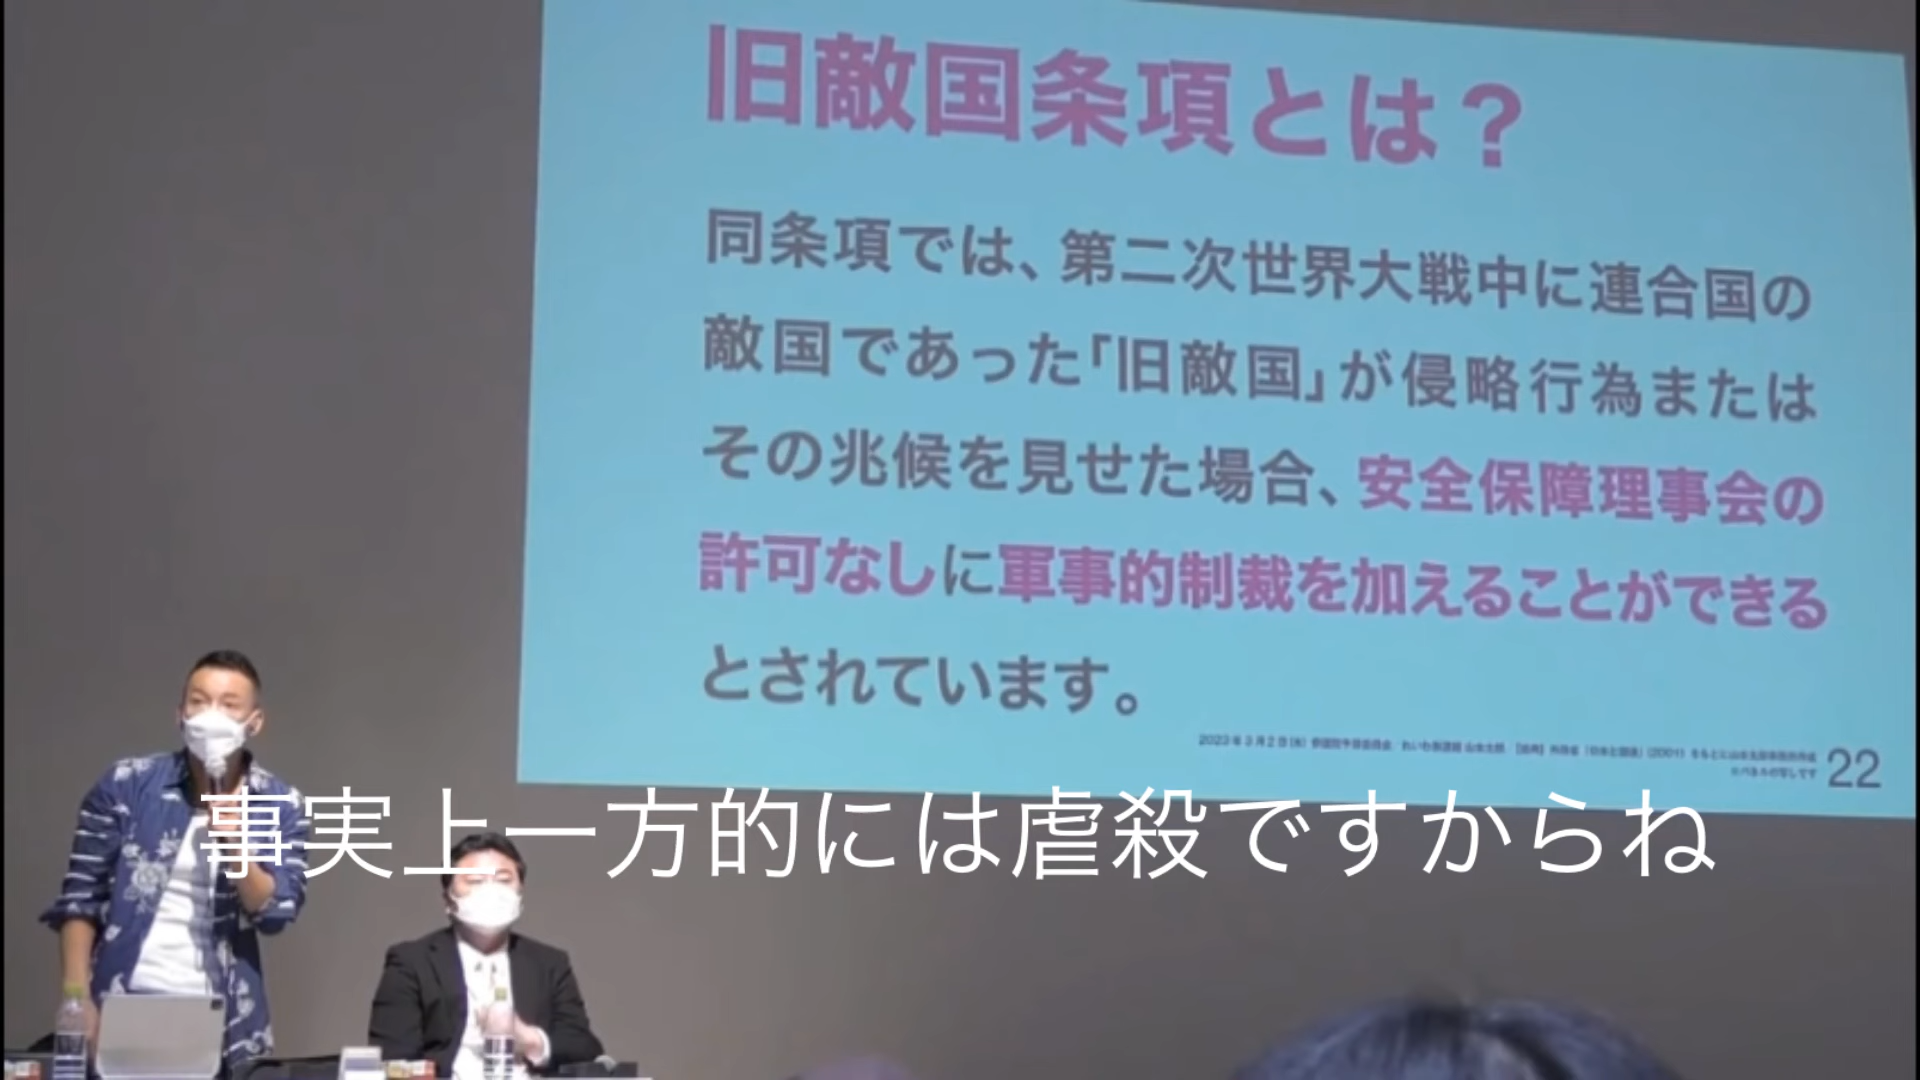 旧敵国条項とは？
同条項では、第二次世界大戦中に連合国の
敵国であった「旧敵国」が侵略行為または
その兆候を見せた場合、安全保障理事会の
許可なしに軍事的制裁を加えることができる
とされています。
22
事実上一方的には虐殺ですからね